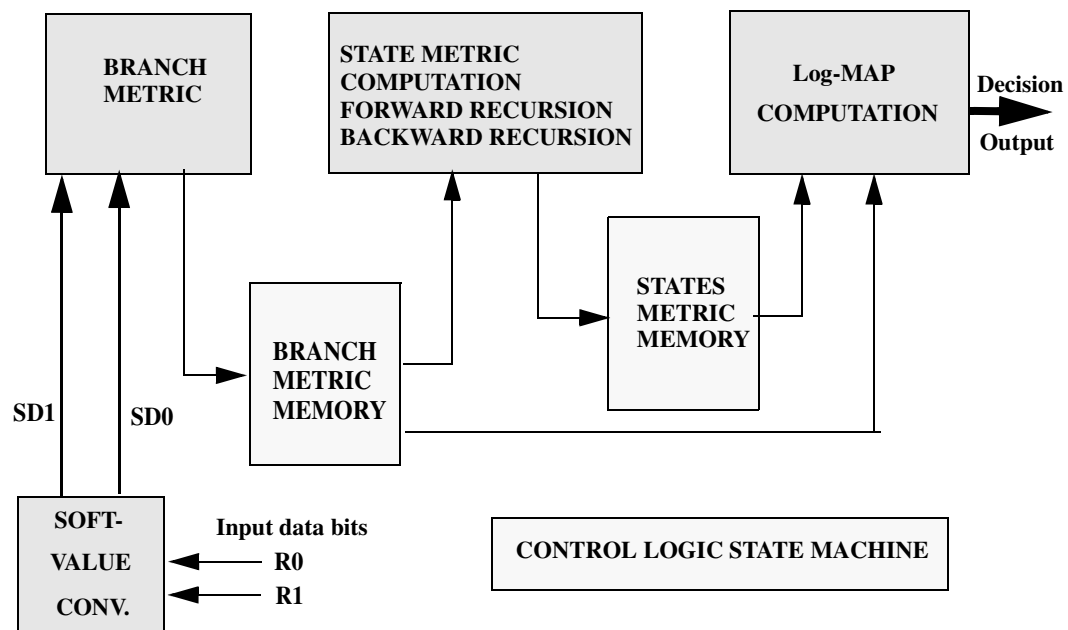 BRANCH
METRIC
STATE METRIC
COMPUTATION
FORWARD RECURSION
BACKWARD RECURSION
Log-MAP
COMPUTATION
Decision
Output
STATES
METRIC
MEMORY
BRANCH
METRIC
MEMORY
SD1
SD0
SOFT-
VALUE
CONV.
Input data bits
R0
R1
CONTROL LOGIC STATE MACHINE